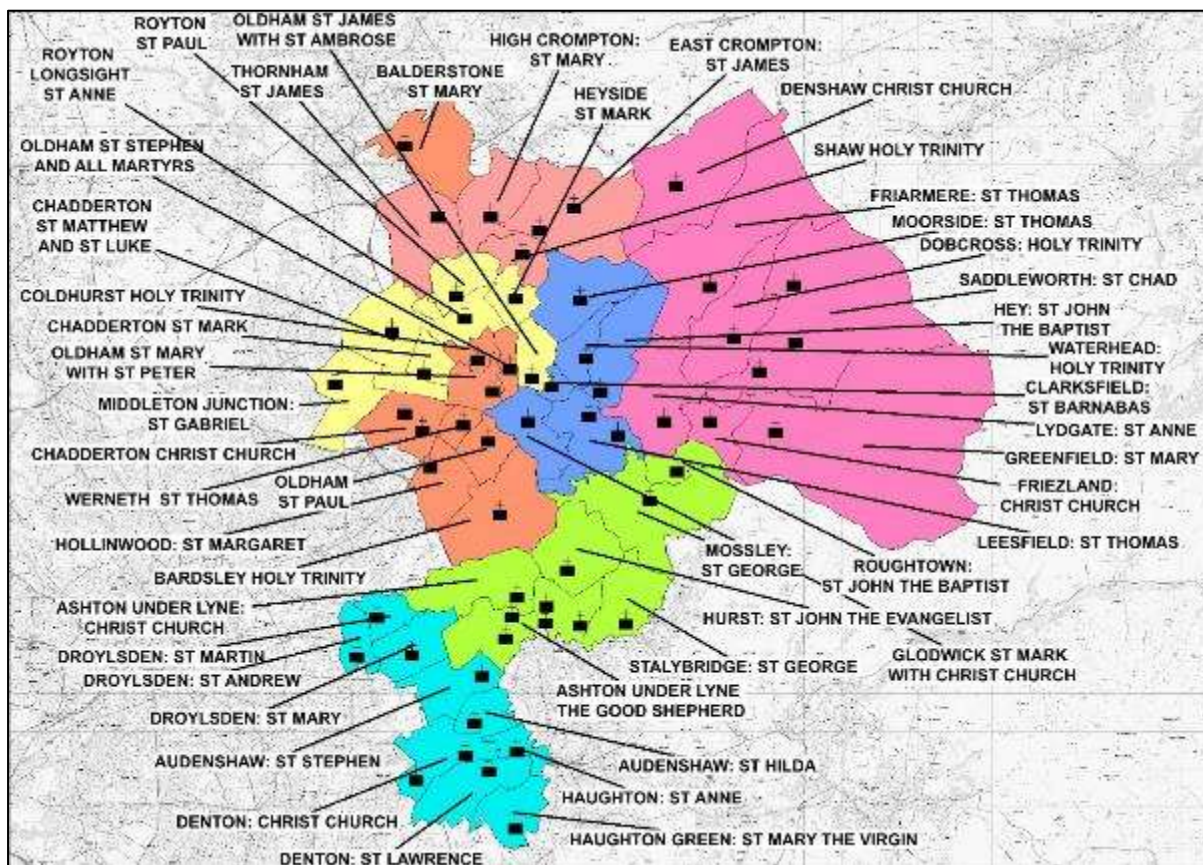 ROYTON
ST PAUL
OLDHAM ST JAMES
WITH ST AMBROSE
HIGH CROMPTON:
ST MARY
EAST CROMPTON:
ST JAMES
ROYTON
LONGSIGHT
ST ANNE
THORNHAM
ST JAMES
BALDERSTONE
ST MARY
HEYSIDE
ST MARK
DENSHAW CHRIST CHURCH
OLDHAM ST STEPHEN
AND ALL MARTYRS
SHAW HOLY TRINITY
CHADDERTON
ST MATTHEW
AND ST LUKE
FRIARMERE: ST THOMAS
MOORSIDE: ST THOMAS
DOBCROSS: HOLY TRINITY
COLDHURST HOLY TRINITY
SADDLEWORTH: ST CHAD
CHADDERTON ST MARK
HEY: ST JOHN
THE BAPTIST
OLDHAM ST MARY
WITH ST PETER
WATERHEAD:
HOLY TRINITY
MIDDLETON JUNCTION:
ST GABRIEL
CLARKSFIELD:
ST BARNABAS
LYDGATE: ST ANNE
CHADDERTON CHRIST CHURCH
GREENFIELD: ST MARY
WERNETH ST THOMAS
OLDHAM
ST PAUL
FRIEZLAND:
CHRIST CHURCH
HOLLINWOOD: ST MARGARET
LEESFIELD: ST THOMAS
BARDSLEY HOLY TRINITY
MOSSLEY:
ST GEORGE
ROUGHTOWN:
ST JOHN THE BAPTIST
ASHTON UNDER LYNE:
CHRIST CHURCH
HURST: ST JOHN THE EVANGELIST
DROYLSDEN: ST MARTIN
DROYLSDEN: ST ANDREW
STALYBRIDGE: ST GEORGE
GLODWICK ST MARK
WITH CHRIST CHURCH
DROYLSDEN: ST MARY
ASHTON UNDER LYNE
THE GOOD SHEPHERD
AUDENSHAW: ST STEPHEN
AUDENSHAW: ST HILDA
HAUGHTON: ST ANNE
DENTON: CHRIST CHURCH
HAUGHTON GREEN: ST MARY THE VIRGIN
DENTON: ST LAWRENCE